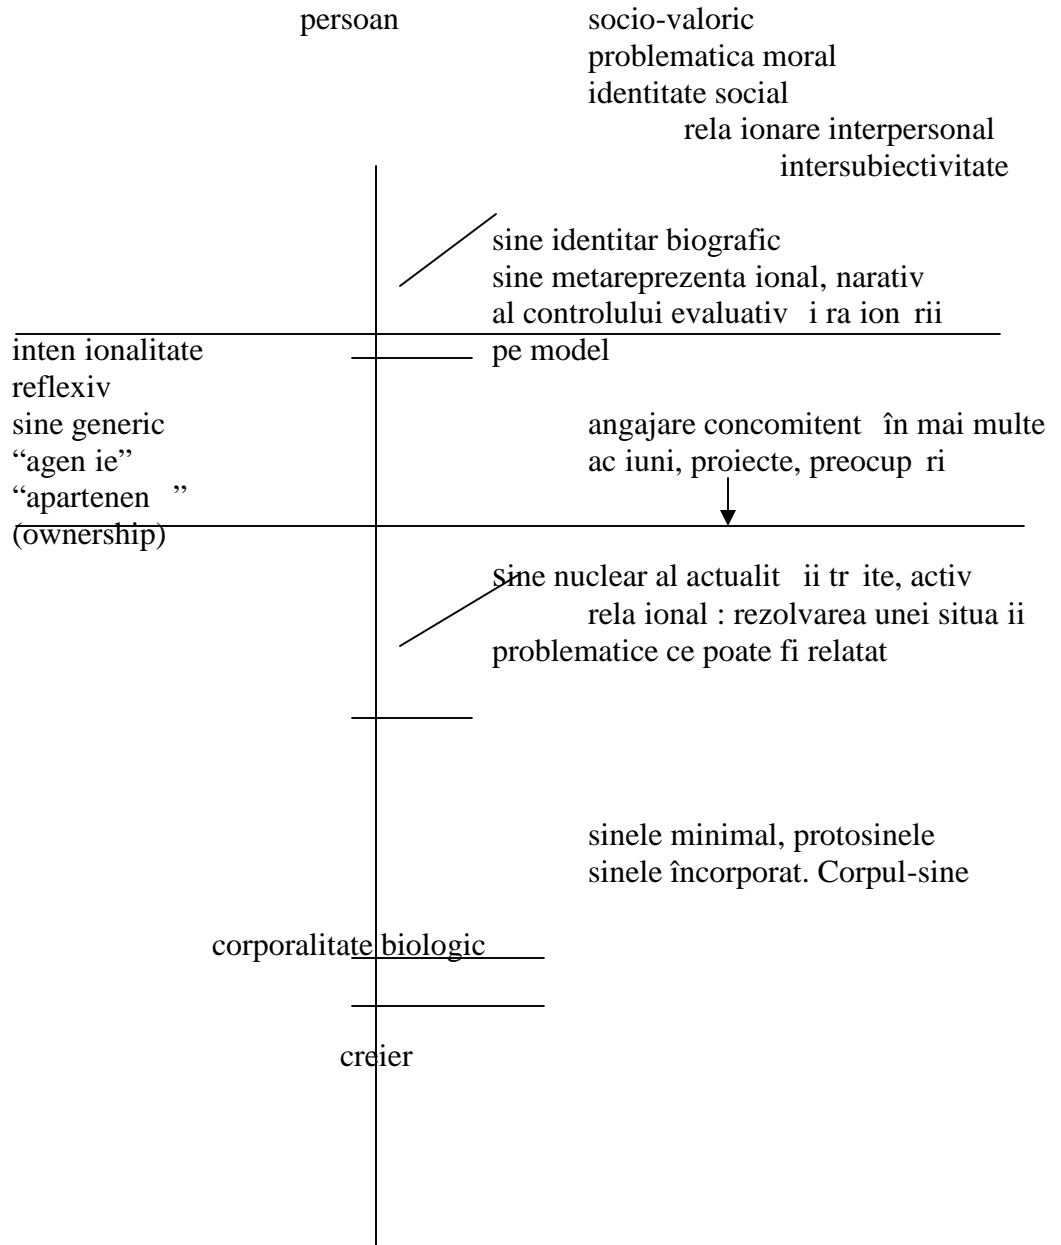 persoan
socio-valoric
problematica moral
identitate social
rela ionare interpersonal
intersubiectivitate
sine identitar biografic
sine metareprezenta ional, narativ
al controlului evaluativ i ra ion rii
pe model
inten ionalitate
reflexiv
sine generic
“agen ie”
“apartenen ”
(ownership)
angajare concomitent în mai multe
ac iuni, proiecte, preocup ri
sine nuclear al actualit ii tr ite, activ
rela ional : rezolvarea unei situa ii
problematice ce poate fi relatat
sinele minimal, protosinele
sinele încorporat. Corpul-sine
corporalitate biologic
creier